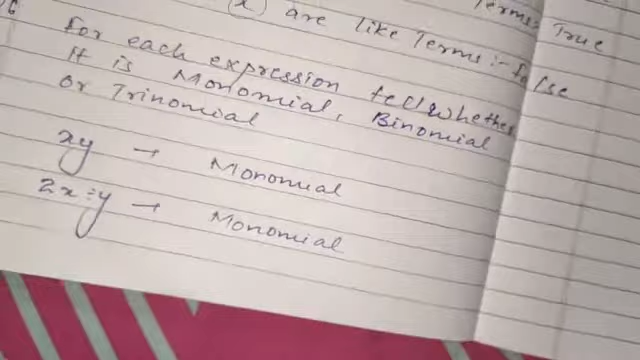 (x) are like Terms :- false
Terms:- True
For each expression tell whether
It is Monomial, Binomial
or Trinomial
xy → Monomial
2x ÷ y → Monomial